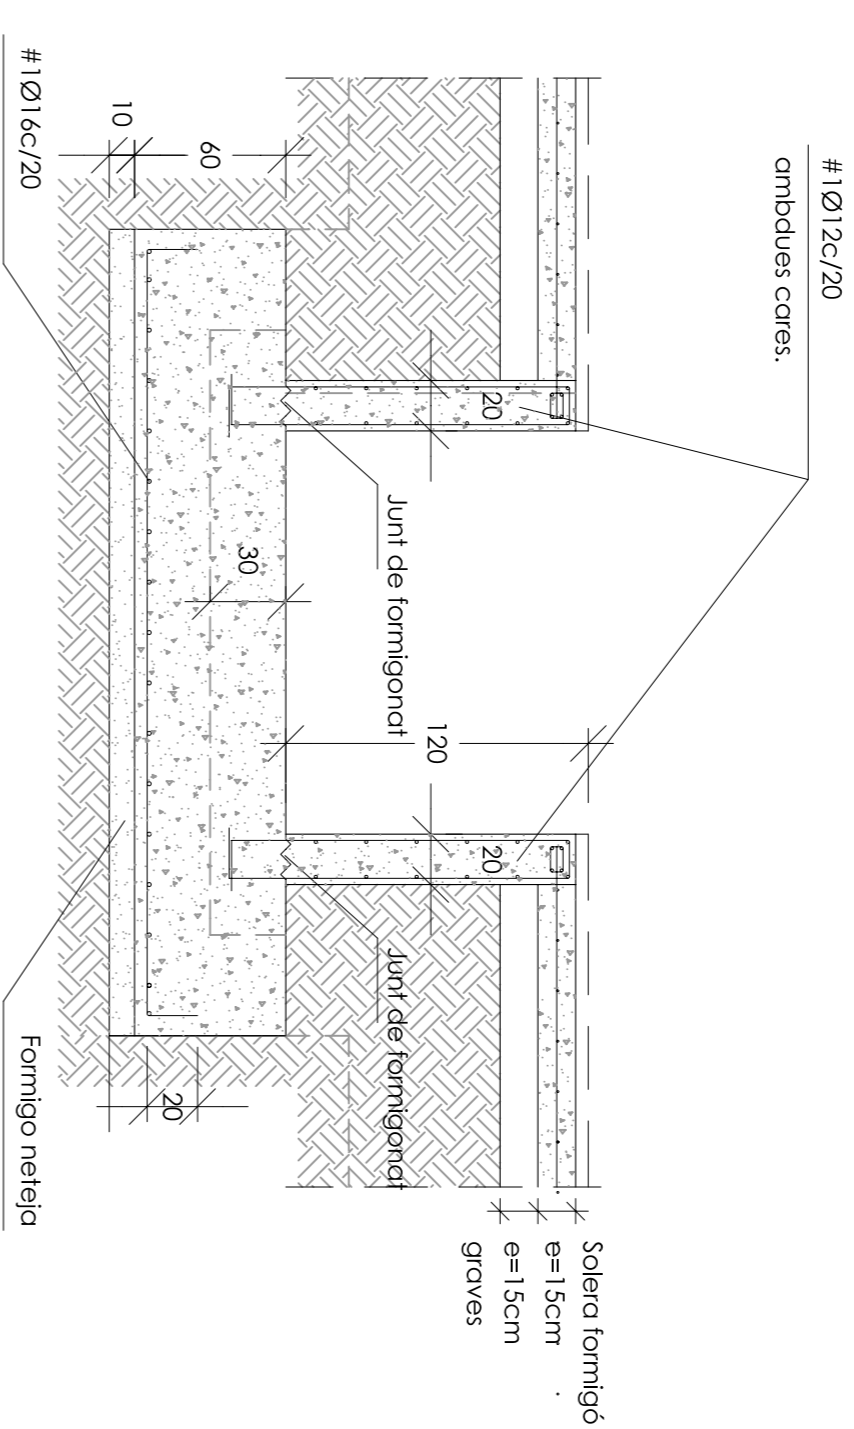 #1Ø12c/20
ambdues cares.
Solera formigó
e=15cm
e=15cm
graves
20
20
120
Junt de formigonat
Junt de formigonat
30
60
10
20
#1Ø16c/20
Formigo neteja